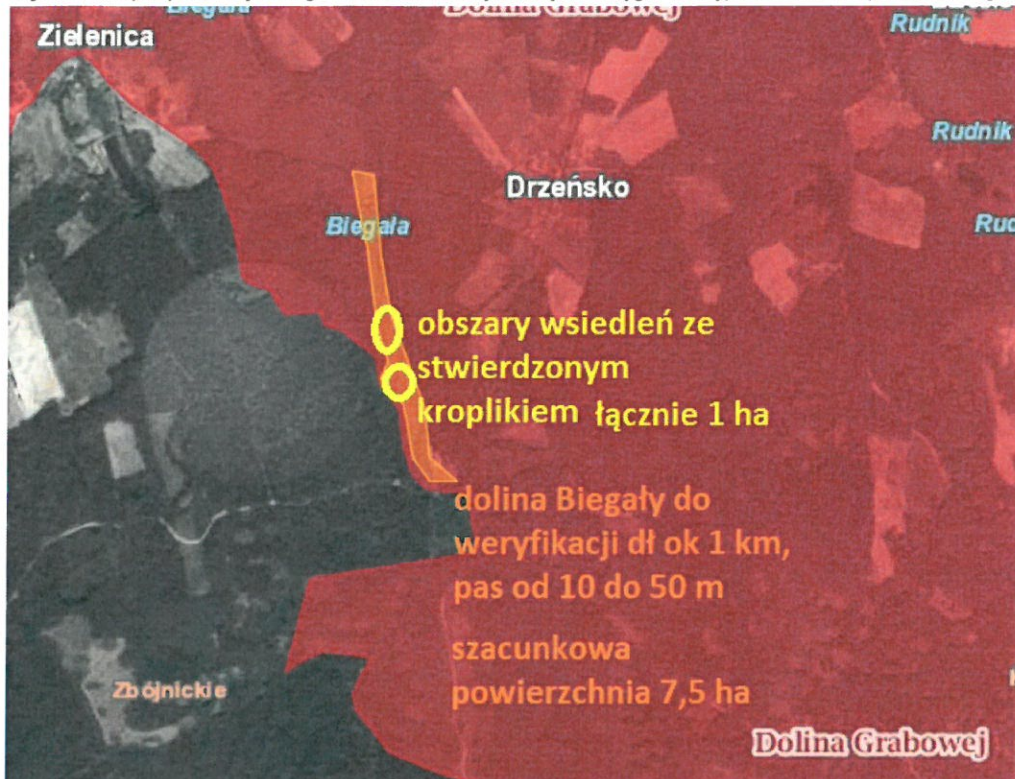 Biegała
Dolina Grabowej
Zielenica
Rudnik
Rudnik
Drzeńsko
Biegała
obszary wsiedleń ze
stwierdzonym
kroplikiem łącznie 1 ha
dolina Biegały do
weryfikacji dł ok 1 km,
pas od 10 do 50 m
szacunkowa
powierzchnia 7,5 ha
Zbójnickie
Dolina Grabowej